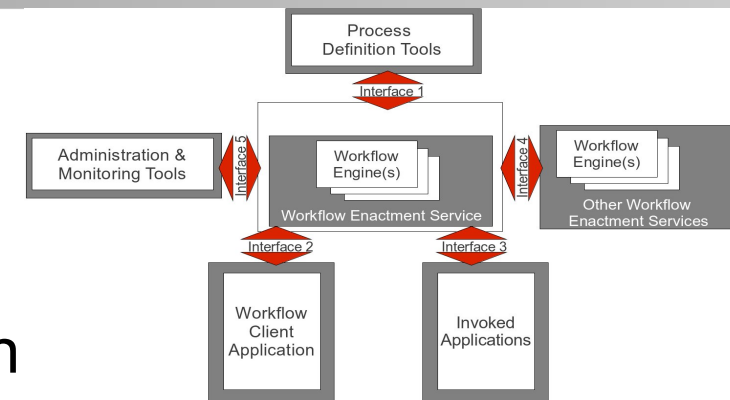 Process
Definition Tools
Interface 1
Administration &
Monitoring Tools
Interface 5
Workflow
Engine(s)
Workflow Enactment Service
Interface 4
Workflow
Engine(s)
Other Workflow
Enactment Services
Interface 2
Interface 3
Workflow
Client
Application
Invoked
Applications
n